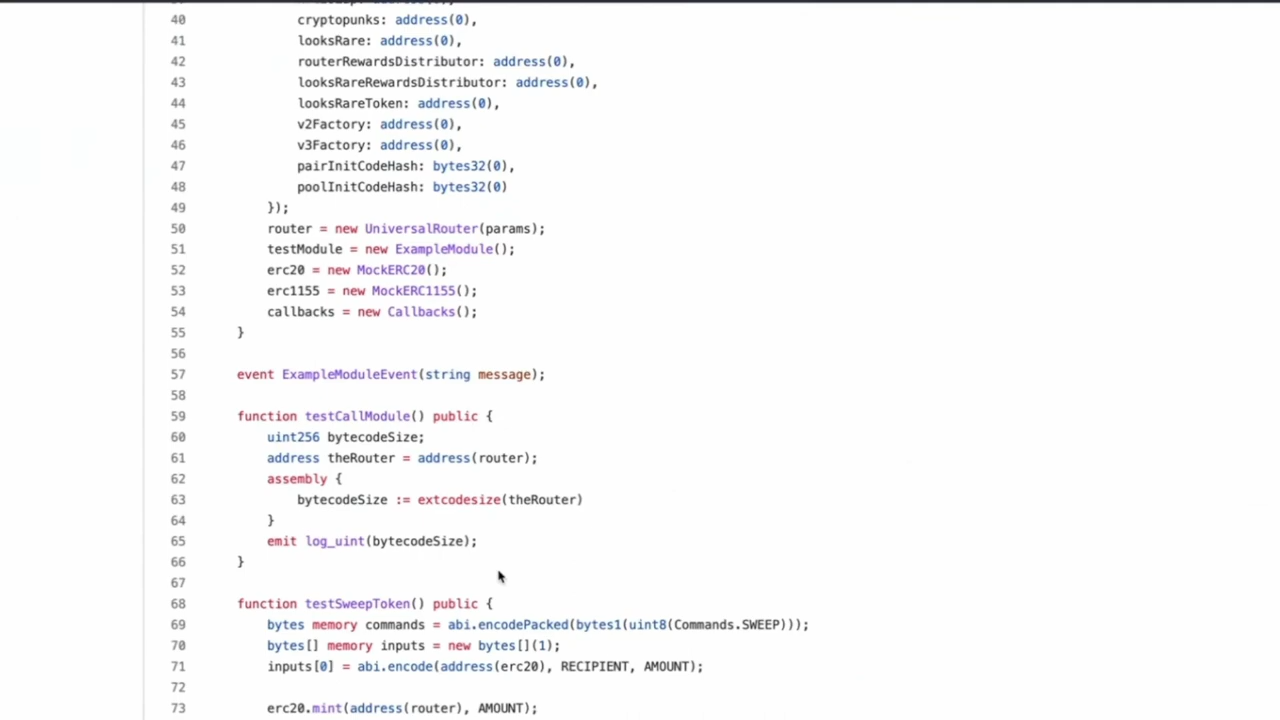 40 cryptopunks: address(0),
41 looksRare: address(0),
42 routerRewardsDistributor: address(0),
43 looksRareRewardsDistributor: address(0),
44 looksRareToken: address(0),
45 v2Factory: address(0),
46 v3Factory: address(0),
47 pairInitCodeHash: bytes32(0),
48 poolInitCodeHash: bytes32(0)
49 });
50 router = new UniversalRouter(params);
51 testModule = new ExampleModule();
52 erc20 = new MockERC20();
53 erc1155 = new MockERC1155();
54 callbacks = new Callbacks();
55 }
56
57 event ExampleModuleEvent(string message);
58
59 function testCallModule() public {
60 uint256 bytecodeSize;
61 address theRouter = address(router);
62 assembly {
63 bytecodeSize := extcodesize(theRouter)
64 }
65 emit log_uint(bytecodeSize);
66 }
67
68 function testSweepToken() public {
69 bytes memory commands = abi.encodePacked(bytes1(uint8(Commands.SWEEP)));
70 bytes[] memory inputs = new bytes[](1);
71 inputs[0] = abi.encode(address(erc20), RECIPIENT, AMOUNT);
72
73 erc20.mint(address(router), AMOUNT);